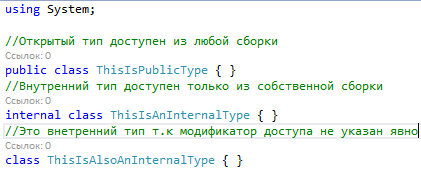 using System;
//Открытый тип доступен из любой сборки
Ссылок: 0
public class ThisIsPublicType { }
//Внутренний тип доступен только из собственной сборки
Ссылок: 0
internal class ThisIsAnInternalType { }
//Это внетренний тип т.к модификатор доступа не указан явно
Ссылок: 0
class ThisIsAlsoAnInternalType { }